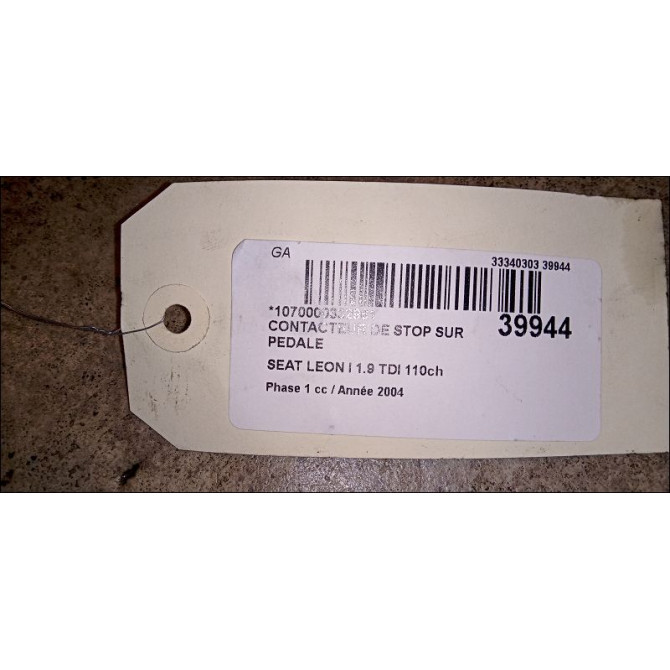 GA
33340303 39944
39944
CONTACTEUR DE STOP SUR
PEDALE
SEAT LEON I 1.9 TDI 110ch
Phase 1 cc / Année 2004